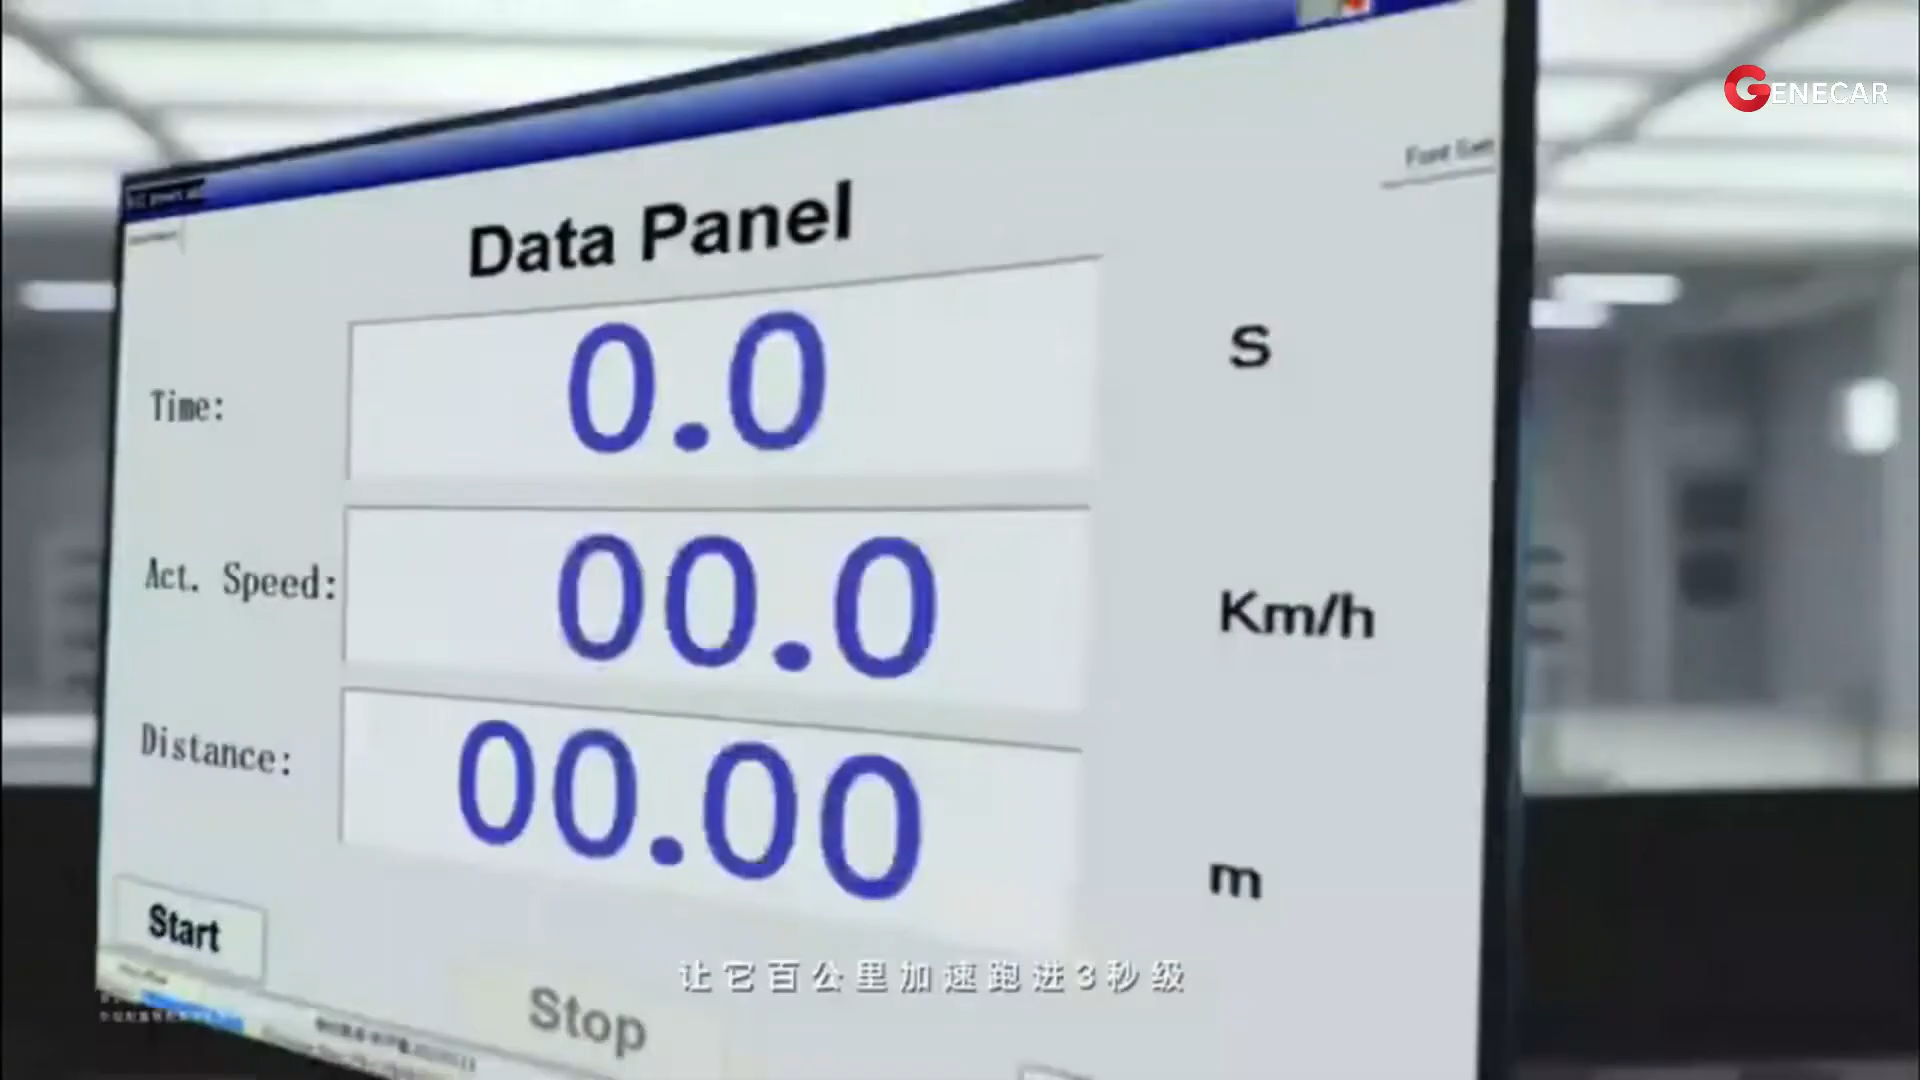 GENECAR
Data Panel
Time:
0.0
S
Act. Speed:
00.0
Km/h
Distance:
00.00
m
Start
Stop
让它百公里加速跑进3秒级